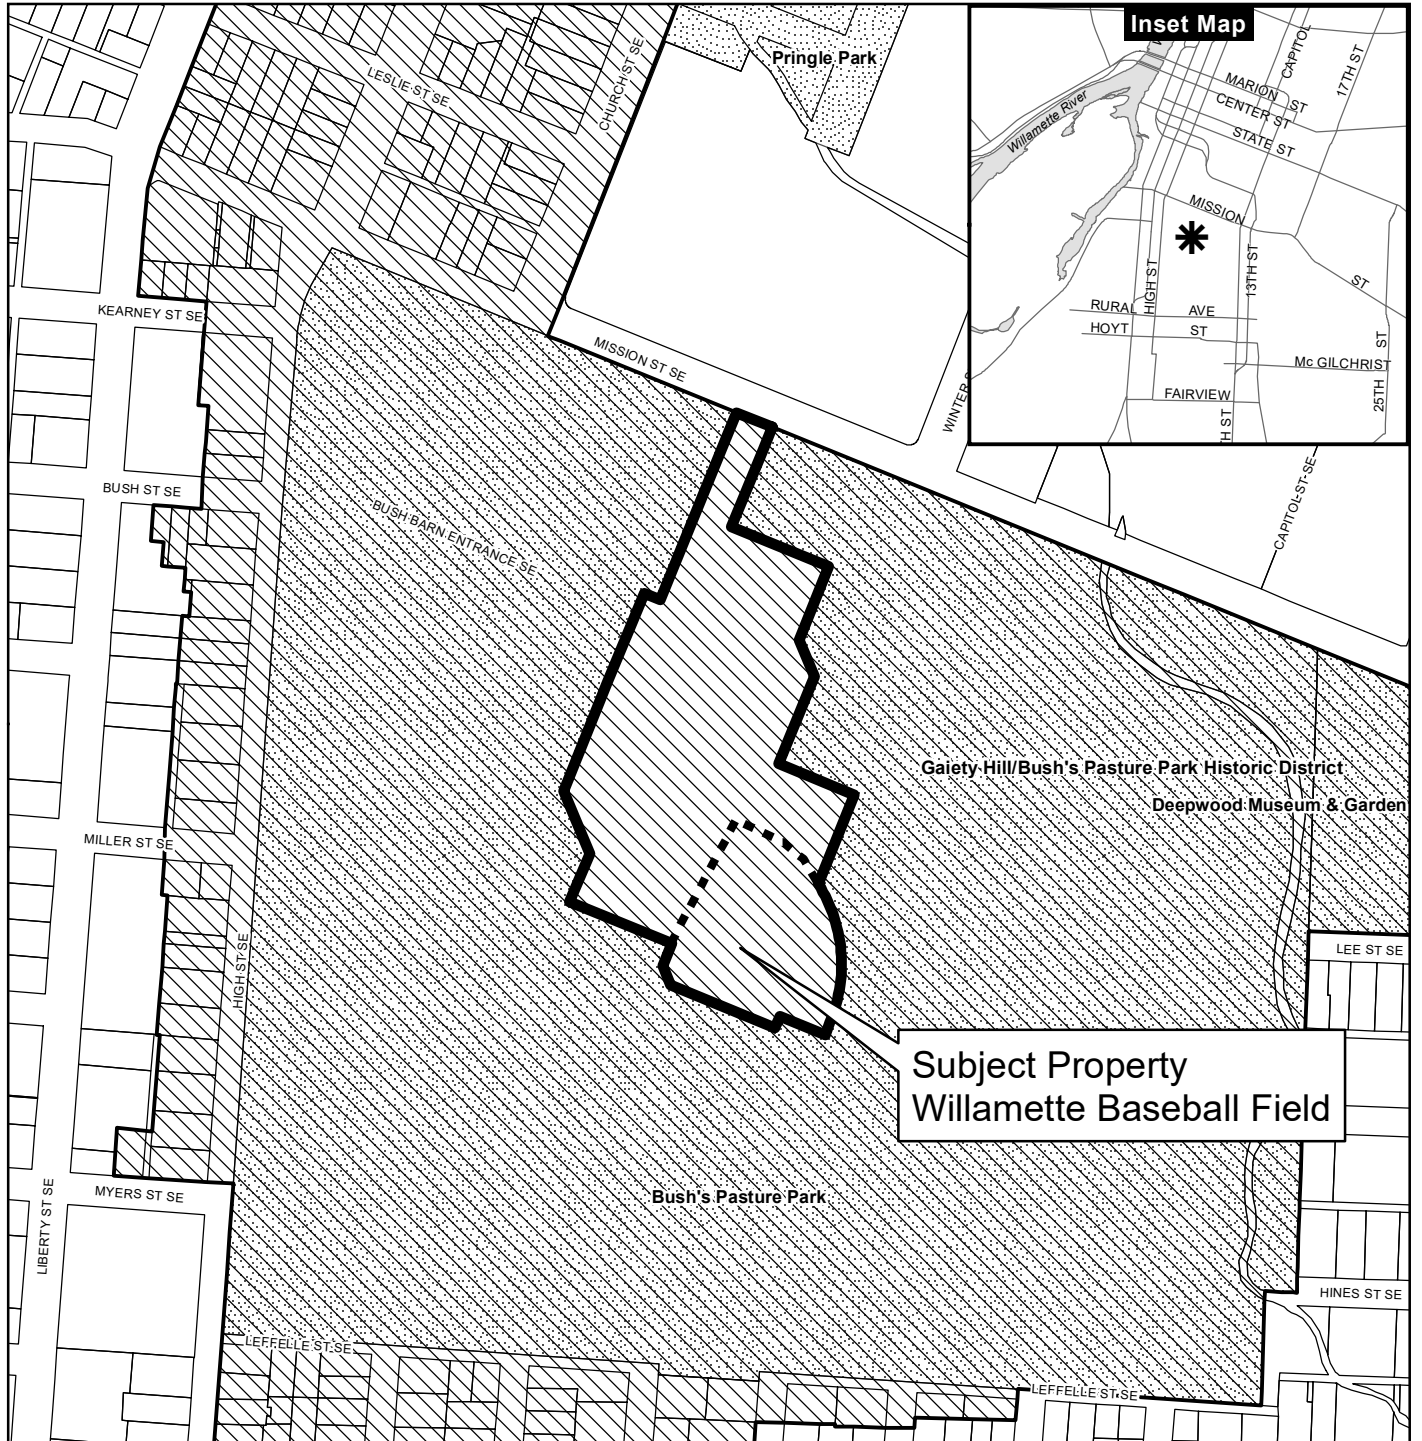 Inset Map
Pringle Park
LESLIE ST SE
CHURCH ST SE
CAPITOL
17TH ST
MARION ST
CENTER ST
STATE ST
Willamette River
MISSION ST
HIGH ST
13TH ST
RURAL AVE
HOYT ST
Mc GILCHRIST
25TH ST
FAIRVIEW
TH ST
KEARNEY ST SE
MISSION ST SE
WINTER S
BUSH ST SE
BUSH BARN ENTRANCE SE
CAPITOL ST SE
Gaiety Hill/Bush's Pasture Park Historic District
Deepwood Museum & Garden
MILLER ST SE
HIGH ST SE
LEE ST SE
Subject Property
Willamette Baseball Field
Bush's Pasture Park
MYERS ST SE
LIBERTY ST SE
HINES ST SE
LEFFELLE ST SE
LEFFELLE ST SE